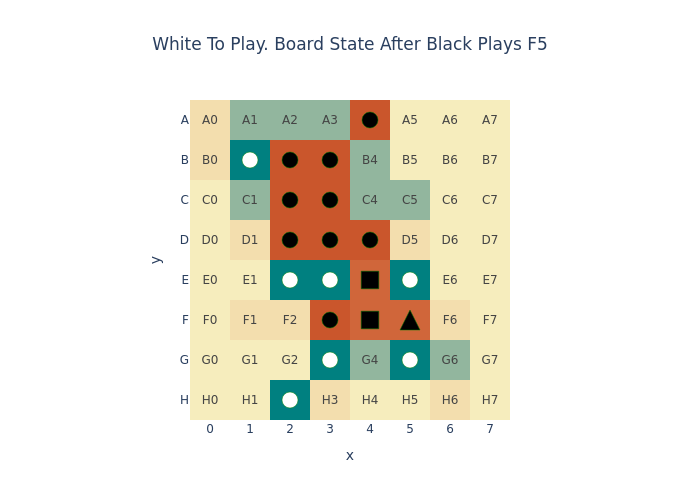 White To Play. Board State After Black Plays F5
A A0 A1 A2 A3 A5 A6 A7
B B0 B4 B5 B6 B7
C C0 C1 C4 C5 C6 C7
D D0 D1 D5 D6 D7
y
E E0 E1 E6 E7
F F0 F1 F2 F6 F7
G G0 G1 G2 G4 G6 G7
H H0 H1 H3 H4 H5 H6 H7
0 1 2 3 4 5 6 7
x